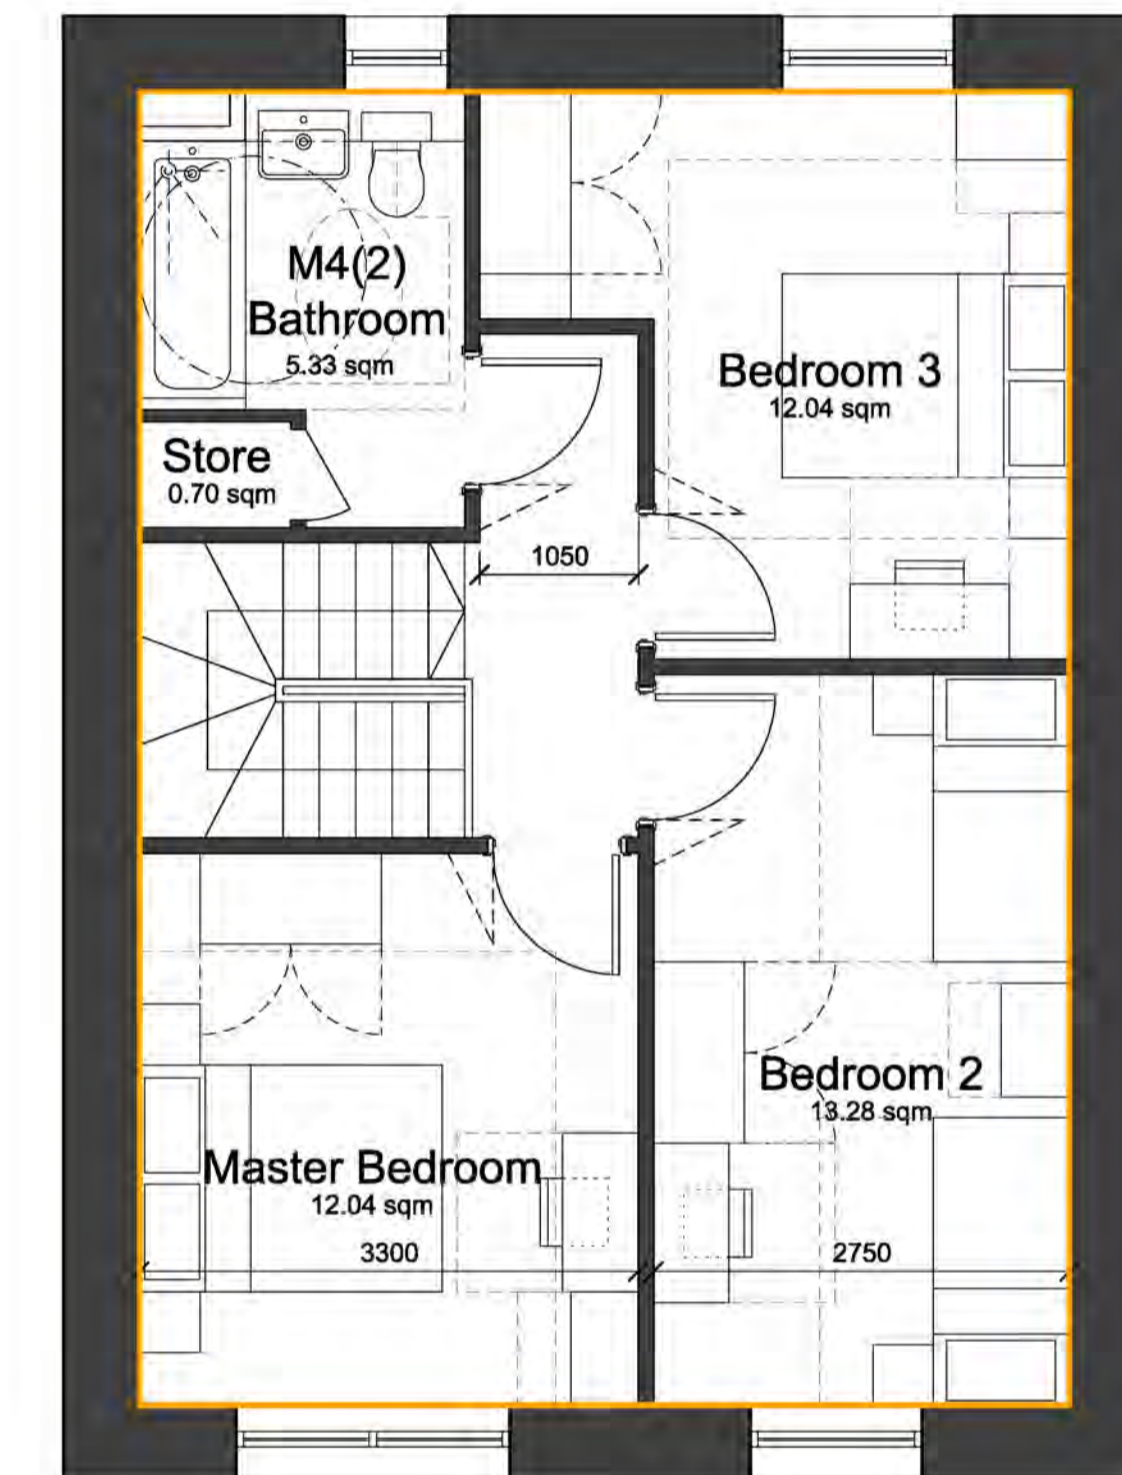 M4(2)
Bathroom
5.33 sqm
Bedroom 3
12.04 sqm
Store
0.70 sqm
1050
Bedroom 2
13.28 sqm
Master Bedroom
12.04 sqm
3300
2750